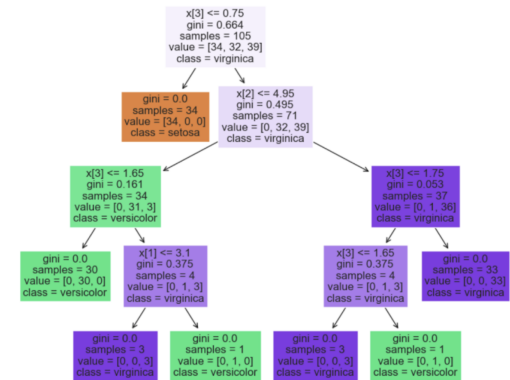 x[3] <= 0.75
gini = 0.664
samples = 105
value = [34, 32, 39]
class = virginica
gini = 0.0
samples = 34
value = [34, 0, 0]
class = setosa
x[2] <= 4.95
gini = 0.495
samples = 71
value = [0, 32, 39]
class = virginica
x[3] <= 1.65
gini = 0.161
samples = 34
value = [0, 31, 3]
class = versicolor
x[3] <= 1.75
gini = 0.053
samples = 37
value = [0, 1, 36]
class = virginica
gini = 0.0
samples = 30
value = [0, 30, 0]
class = versicolor
x[1] <= 3.1
gini = 0.375
samples = 4
value = [0, 1, 3]
class = virginica
x[3] <= 1.65
gini = 0.375
samples = 4
value = [0, 1, 3]
class = virginica
gini = 0.0
samples = 33
value = [0, 0, 33]
class = virginica
gini = 0.0
samples = 3
value = [0, 0, 3]
class = virginica
gini = 0.0
samples = 1
value = [0, 1, 0]
class = versicolor
gini = 0.0
samples = 3
value = [0, 0, 3]
class = virginica
gini = 0.0
samples = 1
value = [0, 1, 0]
class = versicolor